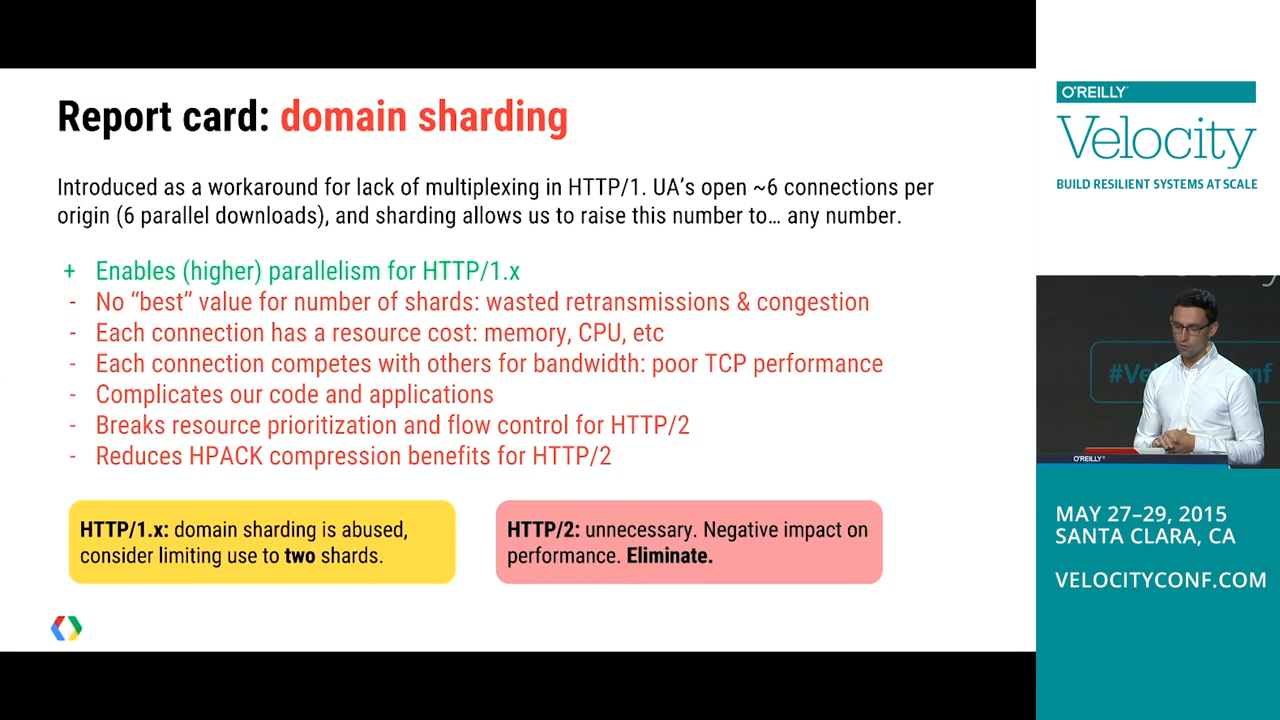 Report card: domain sharding
Introduced as a workaround for lack of multiplexing in HTTP/1. UA’s open ~6 connections per
origin (6 parallel downloads), and sharding allows us to raise this number to… any number.
+ Enables (higher) parallelism for HTTP/1.x
- No “best” value for number of shards: wasted retransmissions & congestion
- Each connection has a resource cost: memory, CPU, etc
- Each connection competes with others for bandwidth: poor TCP performance
- Complicates our code and applications
- Breaks resource prioritization and flow control for HTTP/2
- Reduces HPACK compression benefits for HTTP/2
HTTP/1.x: domain sharding is abused,
consider limiting use to two shards.
HTTP/2: unnecessary. Negative impact on
performance. Eliminate.
O'REILLY
Velocity
BUILD RESILIENT SYSTEMS AT SCALE
O'REILLY
MAY 27–29, 2015
SANTA CLARA, CA
VELOCITYCONF.COM